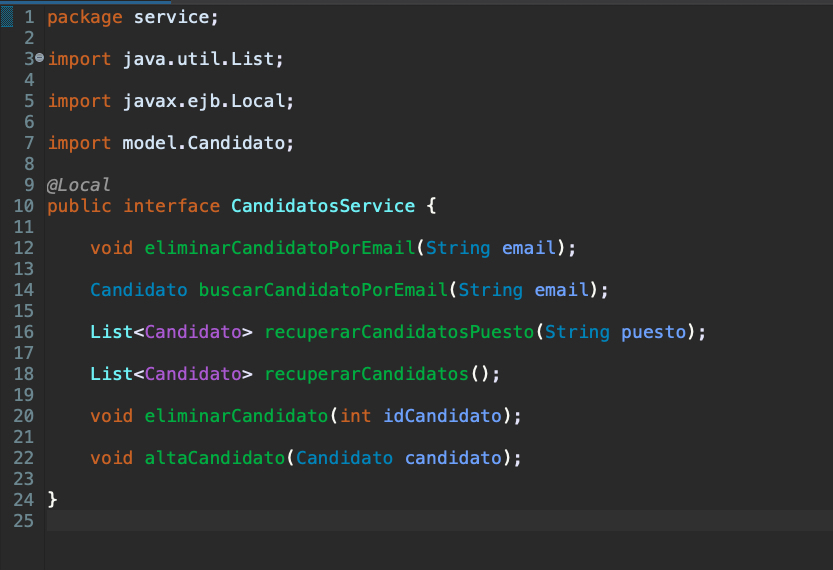 1 package service;
2
3 import java.util.List;
4
5 import javax.ejb.Local;
6
7 import model.Candidato;
8
9 @Local
10 public interface CandidatosService {
11
12     void eliminarCandidatoPorEmail(String email);
13
14     Candidato buscarCandidatoPorEmail(String email);
15
16     List<Candidato> recuperarCandidatosPuesto(String puesto);
17
18     List<Candidato> recuperarCandidatos();
19
20     void eliminarCandidato(int idCandidato);
21
22     void altaCandidato(Candidato candidato);
23
24 }
25